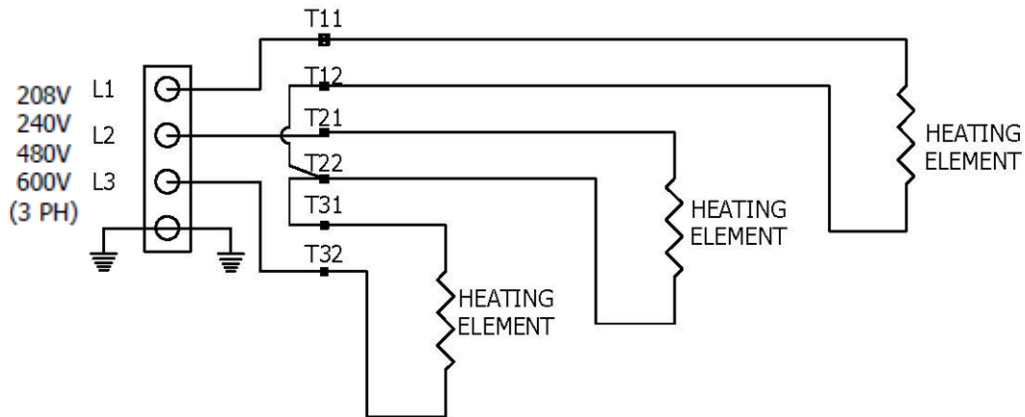 208V
240V
480V
600V
(3 PH)
L1
L2
L3
T11
T12
T21
T22
T31
T32
HEATING
ELEMENT
HEATING
ELEMENT
HEATING
ELEMENT